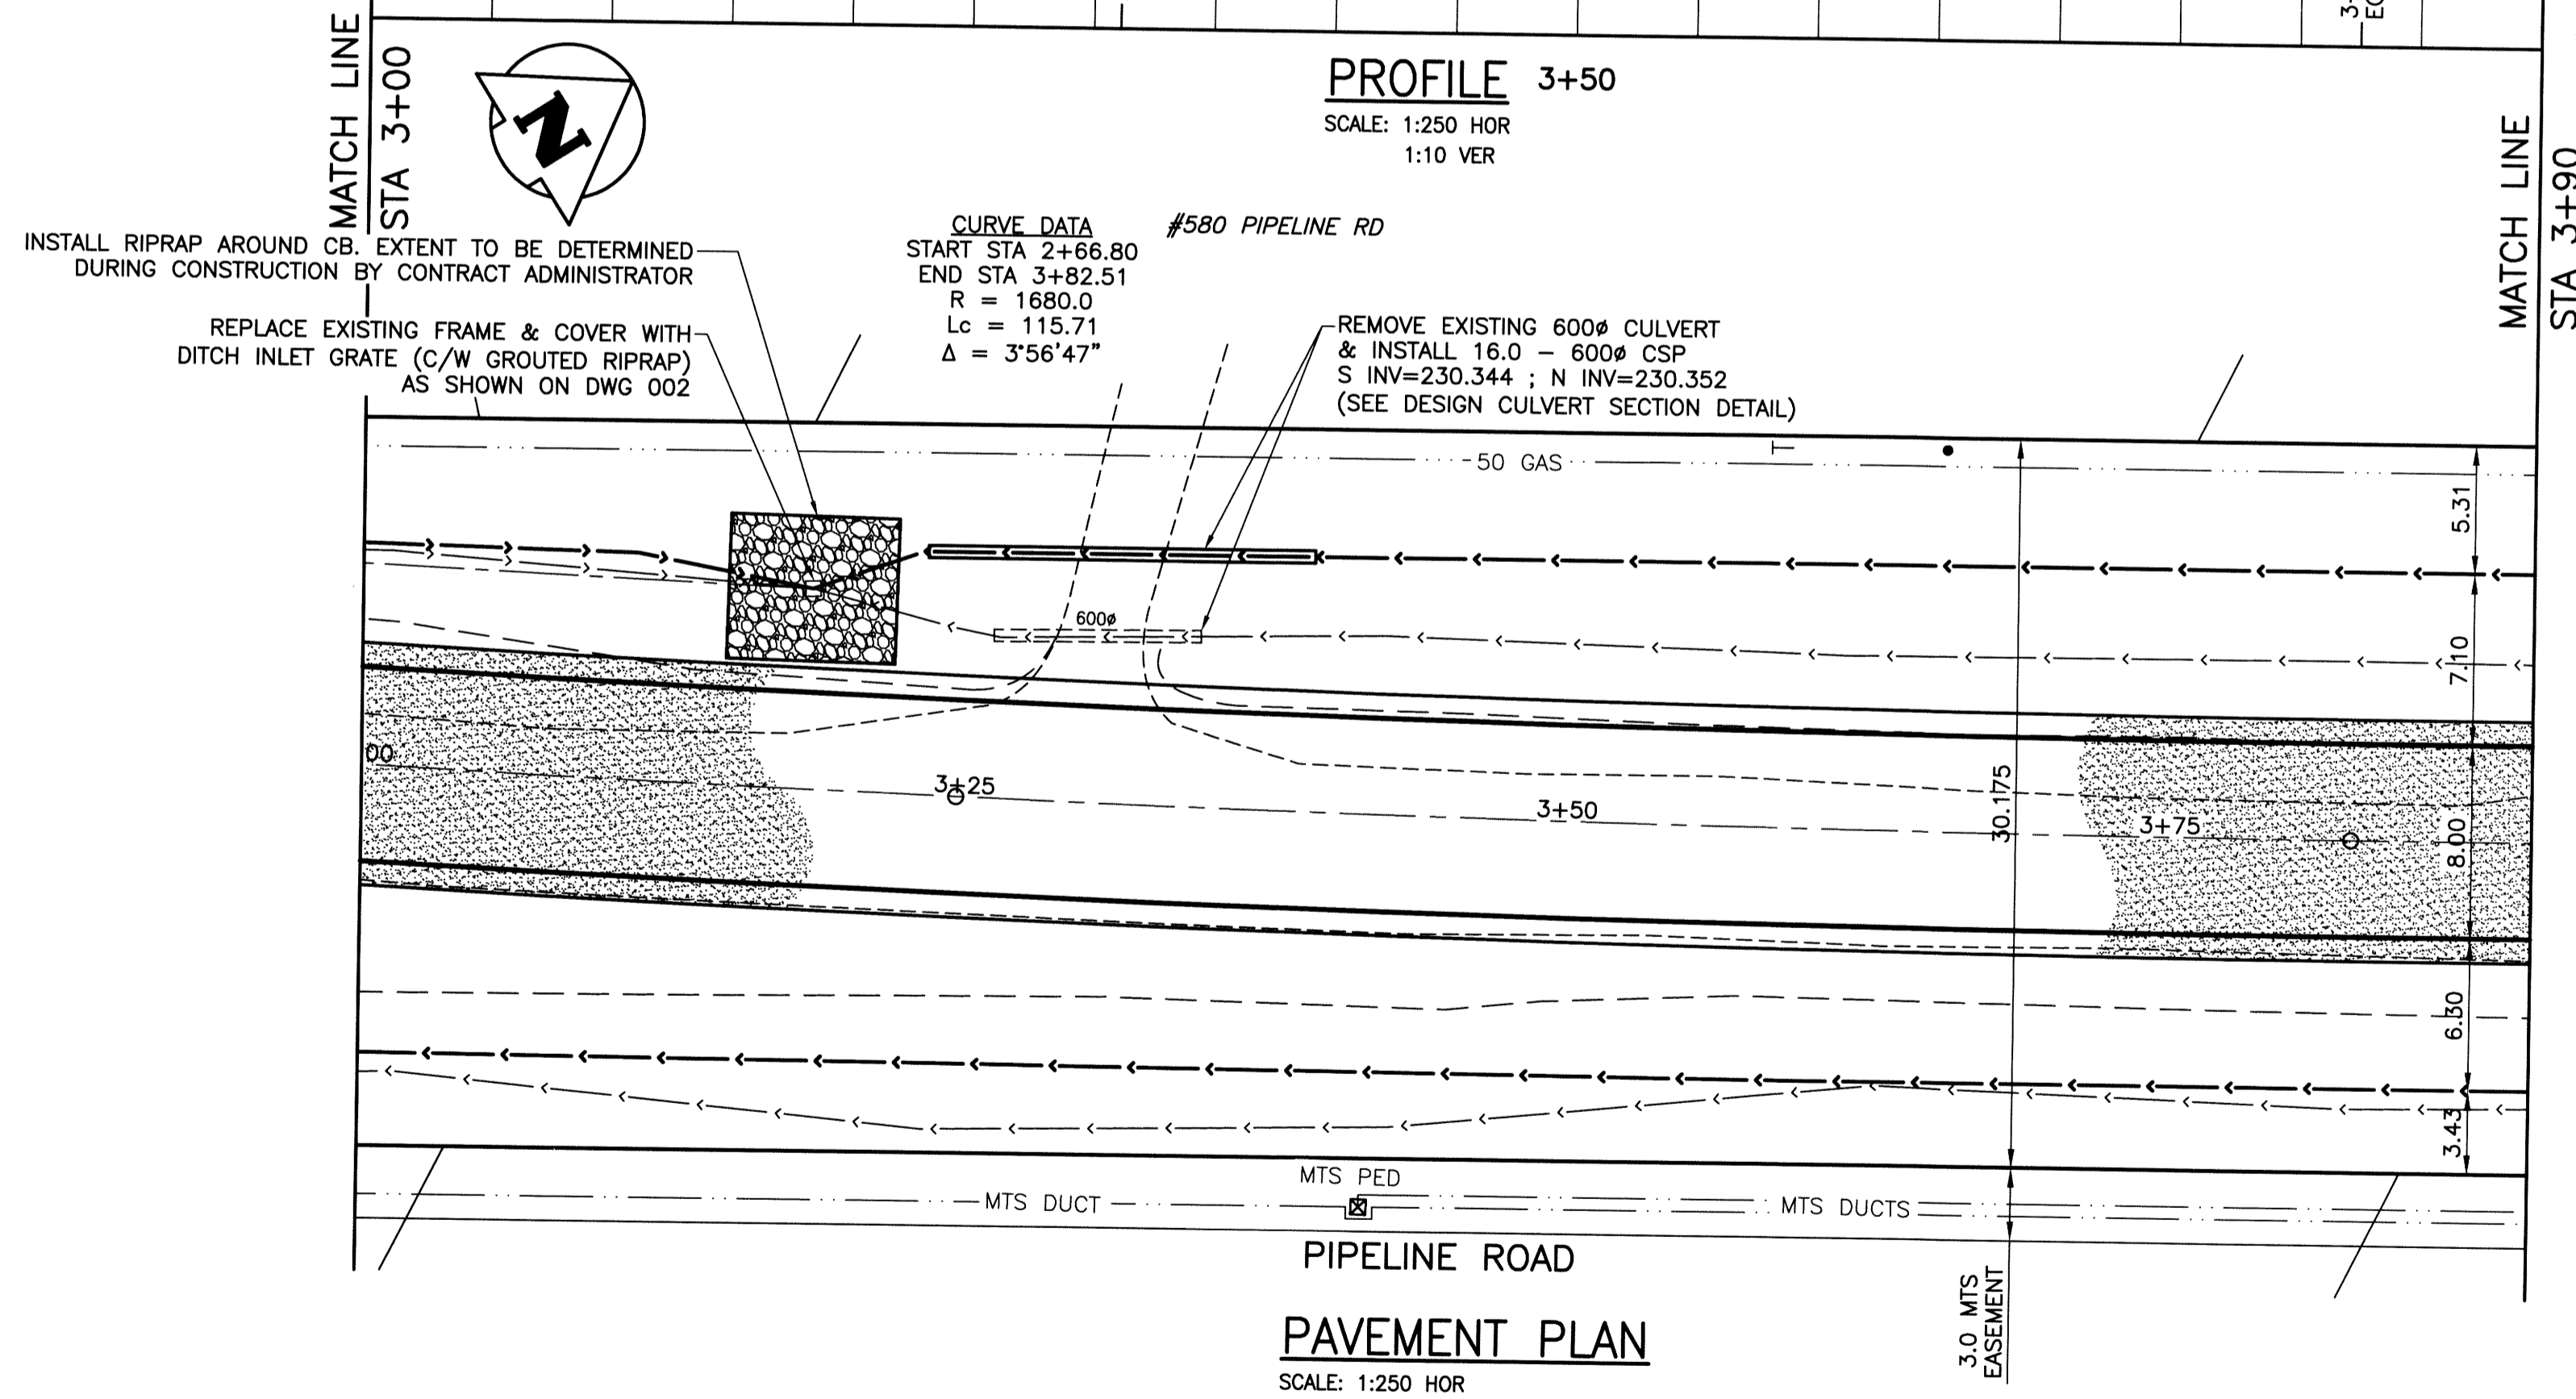 MATCH LINE
STA 3+00
N
PROFILE 3+50
SCALE: 1:250 HOR
1:10 VER
MATCH LINE
STA 3+90
INSTALL RIPRAP AROUND CB. EXTENT TO BE DETERMINED
DURING CONSTRUCTION BY CONTRACT ADMINISTRATOR
REPLACE EXISTING FRAME & COVER WITH
DITCH INLET GRATE (C/W GROUTED RIPRAP)
AS SHOWN ON DWG 002
CURVE DATA
START STA 2+66.80
END STA 3+82.51
R = 1680.0
Lc = 115.71
Δ = 3°56'47"
#580 PIPELINE RD
REMOVE EXISTING 600ø CULVERT
& INSTALL 16.0 – 600ø CSP
S INV=230.344 ; N INV=230.352
(SEE DESIGN CULVERT SECTION DETAIL)
50 GAS
5.31
600ø
7.10
00
3+25
3+50
30.175
3+75
8.00
6.30
3.43
MTS PED
MTS DUCT
MTS DUCTS
PIPELINE ROAD
3.0 MTS
EASEMENT
PAVEMENT PLAN
SCALE: 1:250 HOR